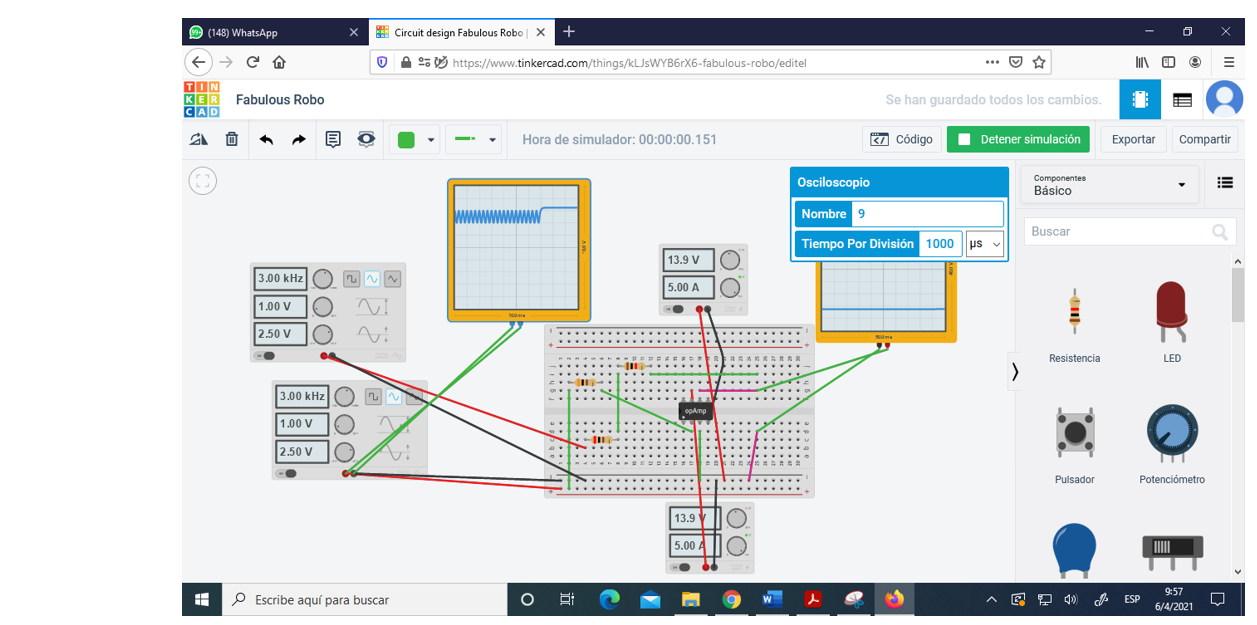 (148) WhatsApp
Circuit design Fabulous Robo |
https://www.tinkercad.com/things/kLJsWYB6rX6-fabulous-robo/editel
TIN
KER
CAD
Fabulous Robo
Se han guardado todos los cambios.
Hora de simulador: 00:00:00.151
Código
Detener simulación
Exportar
Compartir
Osciloscopio
Nombre 9
Tiempo Por División 1000 µs
Componentes
Básico
Buscar
3.00 kHz
1.00 V
2.50 V
3.00 kHz
1.00 V
2.50 V
13.9 V
5.00 A
opAmp
13.9 V
5.00 A
Resistencia
LED
Pulsador
Potenciómetro
Escribe aquí para buscar
ESP
9:57
6/4/2021